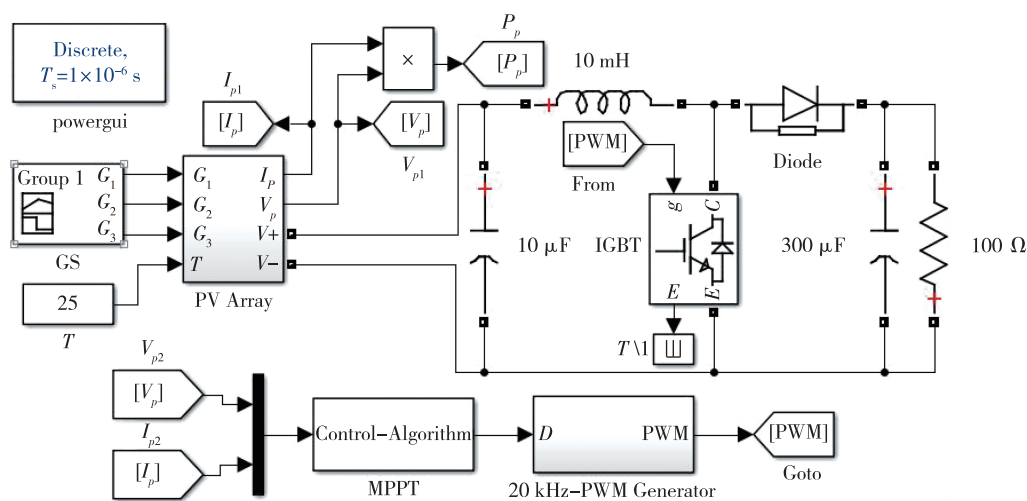 Discrete,
Tₛ=1×10⁻⁶ s
powergui
Pₚ
[Pₚ]
×
Iₚ₁
[Iₚ]
[Vₚ]
Vₚ₁
10 mH
[PWM]
From
Diode
Group 1
G₁
G₂
G₃
GS
G₁
G₂
G₃
T
I_P
Vₚ
V+
V−
PV Array
25
T
10 μF
IGBT
g
C
E
E
T\1
300 μF
100 Ω
Vₚ₂
[Vₚ]
Iₚ₂
[Iₚ]
Control−Algorithm
MPPT
D
PWM
20 kHz−PWM Generator
[PWM]
Goto